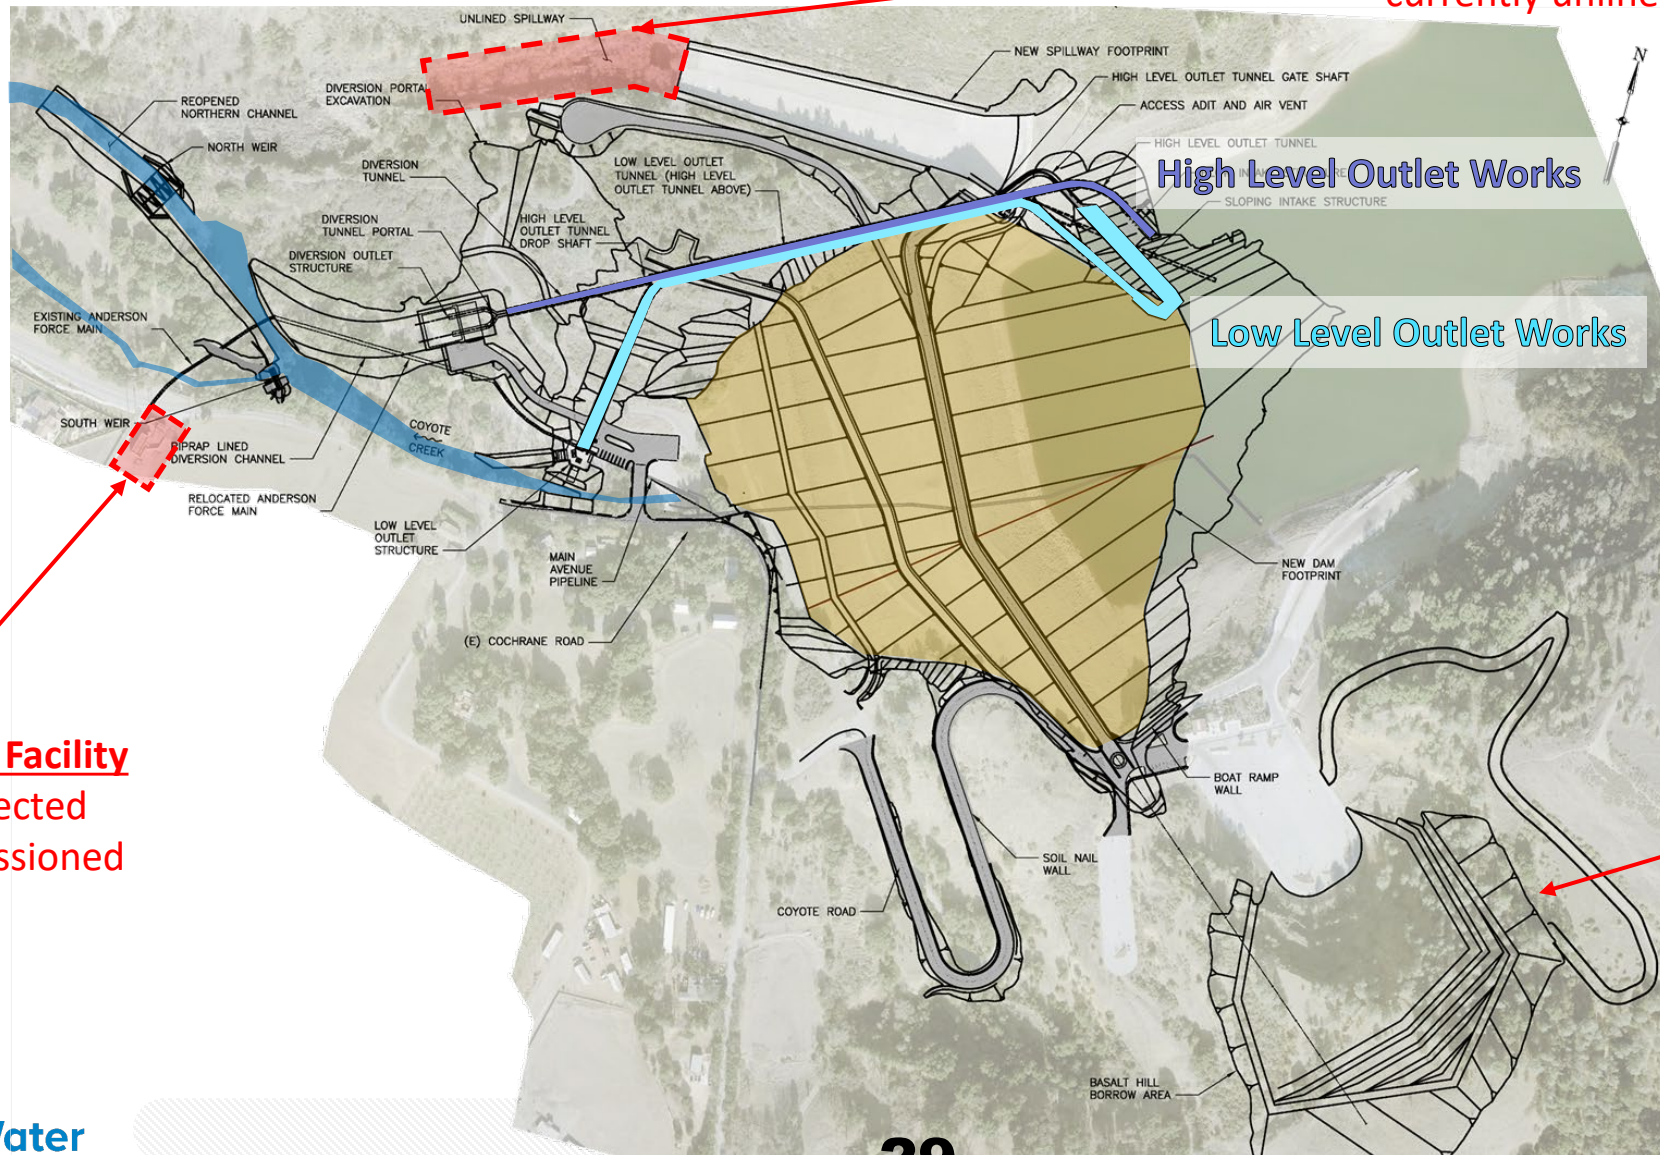 currently unline
UNLINED SPILLWAY
NEW SPILLWAY FOOTPRINT
HIGH LEVEL OUTLET TUNNEL GATE SHAFT
N
DIVERSION PORTAL
EXCAVATION
REOPENED
NORTHERN CHANNEL
ACCESS ADIT AND AIR VENT
NORTH WEIR
HIGH LEVEL OUTLET TUNNEL
DIVERSION
TUNNEL
LOW LEVEL OUTLET
TUNNEL (HIGH LEVEL
OUTLET TUNNEL ABOVE)
High Level Outlet Works
SLOPING INTAKE STRUCTURE
DIVERSION
TUNNEL PORTAL
HIGH LEVEL
OUTLET TUNNEL
DROP SHAFT
DIVERSION OUTLET
STRUCTURE
EXISTING ANDERSON
FORCE MAIN
Low Level Outlet Works
SOUTH WEIR
COYOTE
CREEK
RIPRAP LINED
DIVERSION CHANNEL
RELOCATED ANDERSON
FORCE MAIN
LOW LEVEL
OUTLET
STRUCTURE
MAIN
AVENUE
PIPELINE
NEW DAM
FOOTPRINT
(E) COCHRANE ROAD
Facility
ected
ssioned
BOAT RAMP
WALL
SOIL NAIL
WALL
COYOTE ROAD
BASALT HILL
BORROW AREA
Water
29